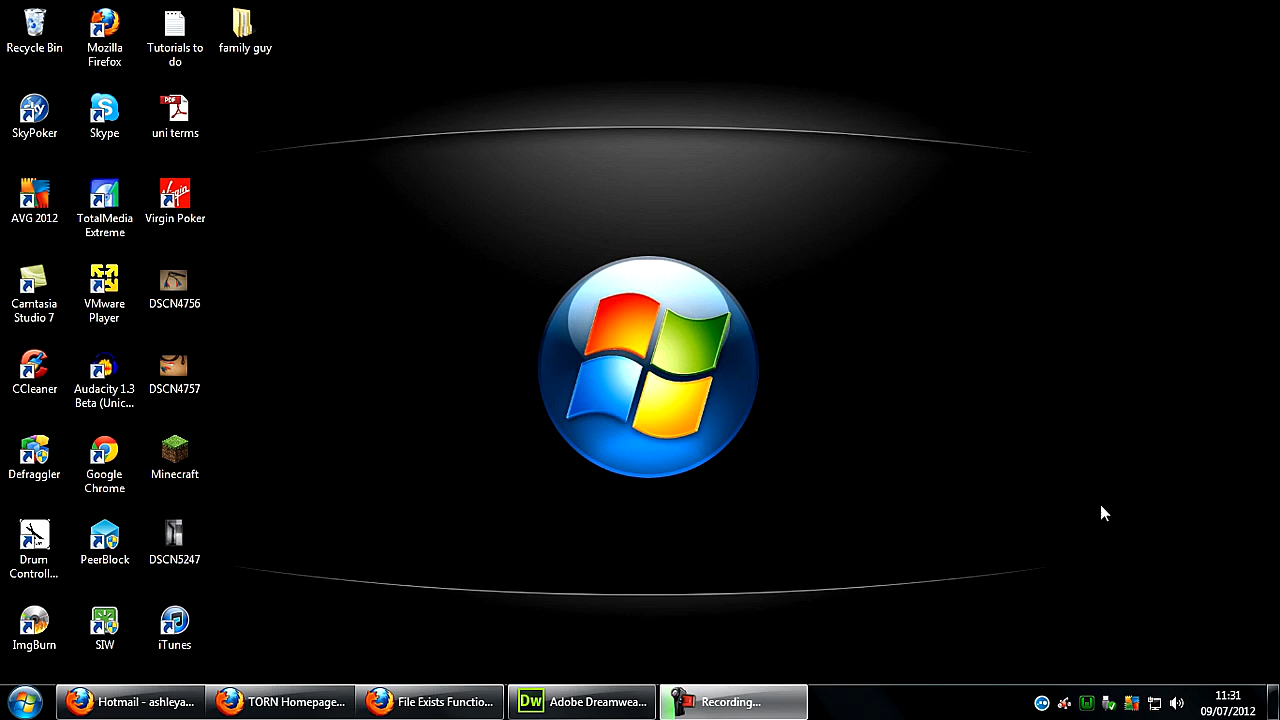 Recycle Bin
Mozilla
Firefox
Tutorials to
do
family guy
SkyPoker
Skype
uni terms
AVG 2012
TotalMedia
Extreme
Virgin Poker
Camtasia
Studio 7
VMware
Player
DSCN4756
CCleaner
Audacity 1.3
Beta (Unic...
DSCN4757
Defraggler
Google
Chrome
Minecraft
Drum
Controll...
PeerBlock
DSCN5247
ImgBurn
SIW
iTunes
Hotmail - ashleya...
TORN Homepage...
File Exists Functio...
Dw
Adobe Dreamwea...
Recording...
11:31
09/07/2012